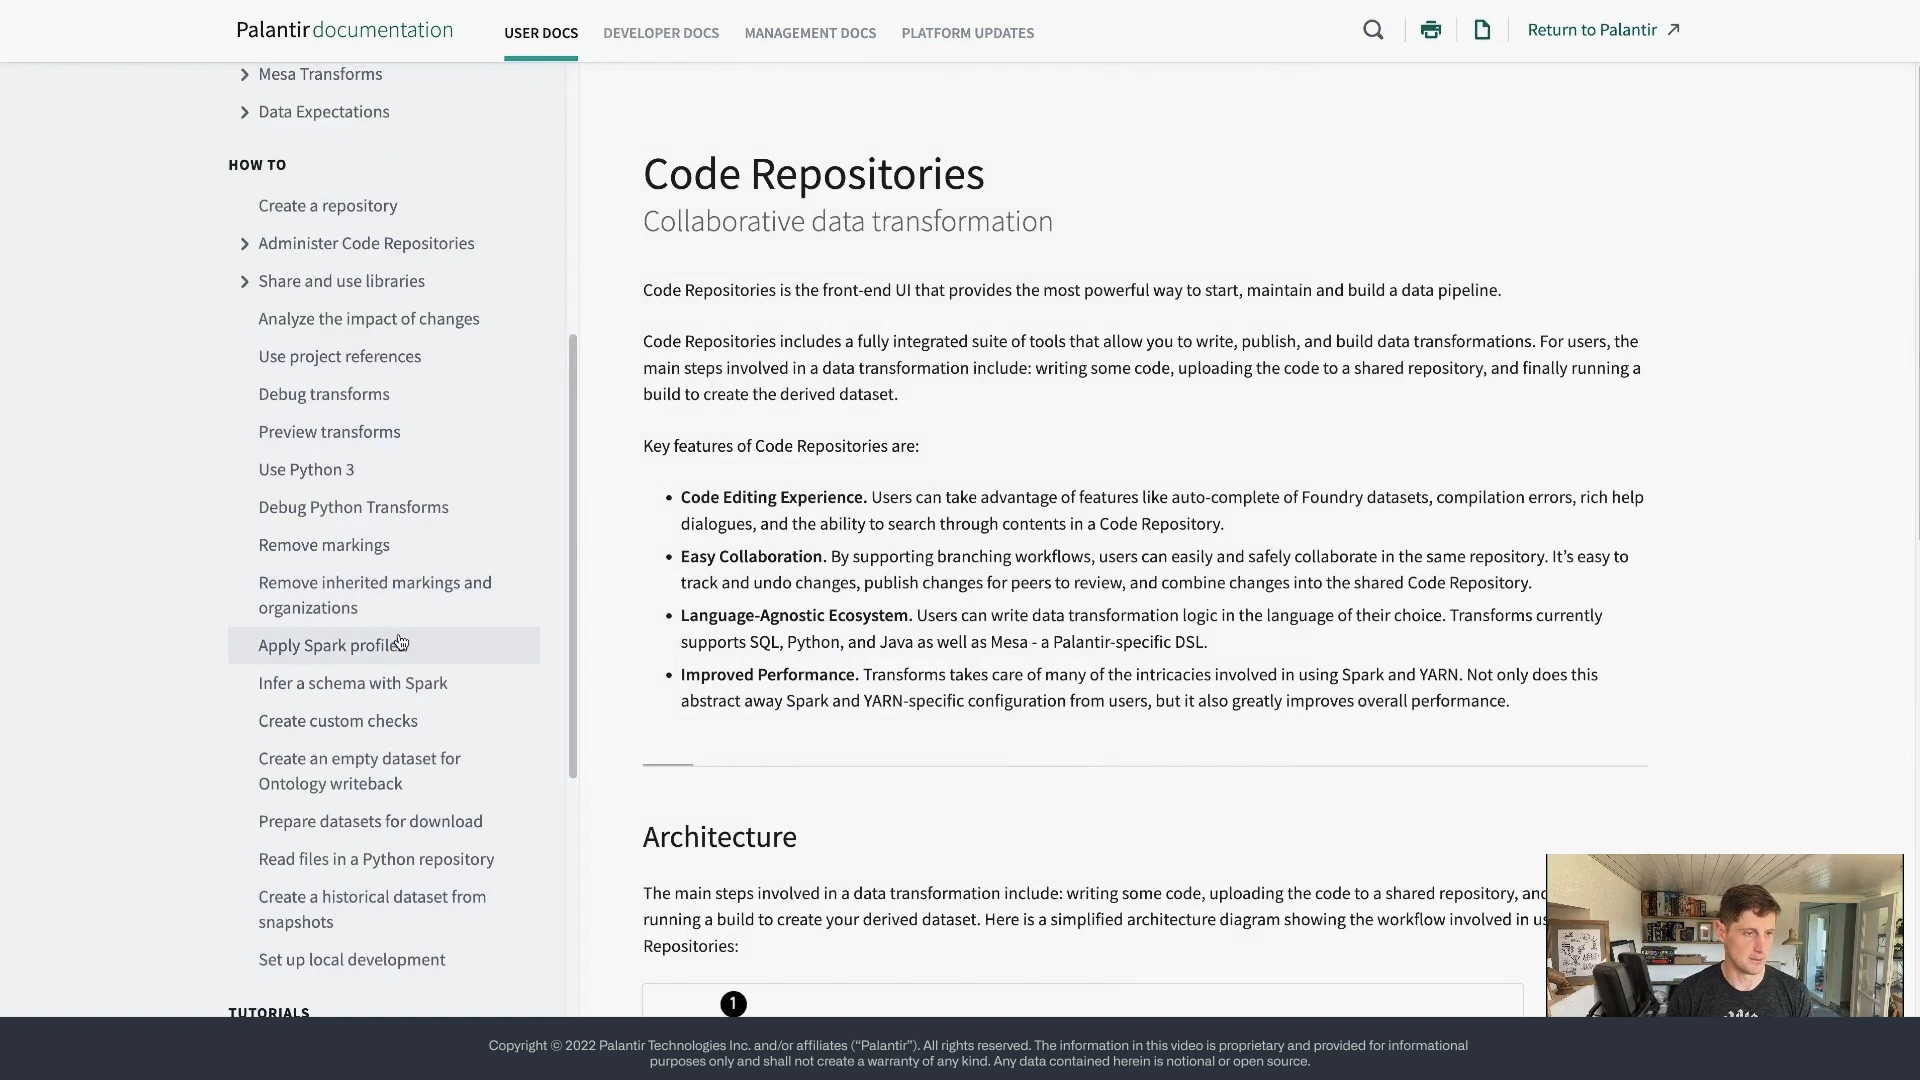 Palantir documentation
USER DOCS
DEVELOPER DOCS
MANAGEMENT DOCS
PLATFORM UPDATES
Return to Palantir
Mesa Transforms
Data Expectations
HOW TO
Create a repository
Administer Code Repositories
Share and use libraries
Analyze the impact of changes
Use project references
Debug transforms
Preview transforms
Use Python 3
Debug Python Transforms
Remove markings
Remove inherited markings and
organizations
Apply Spark profiles
Infer a schema with Spark
Create custom checks
Create an empty dataset for
Ontology writeback
Prepare datasets for download
Read files in a Python repository
Create a historical dataset from
snapshots
Set up local development
TUTORIALS
Code Repositories
Collaborative data transformation
Code Repositories is the front-end UI that provides the most powerful way to start, maintain and build a data pipeline.
Code Repositories includes a fully integrated suite of tools that allow you to write, publish, and build data transformations. For users, the
main steps involved in a data transformation include: writing some code, uploading the code to a shared repository, and finally running a
build to create the derived dataset.
Key features of Code Repositories are:
• Code Editing Experience. Users can take advantage of features like auto-complete of Foundry datasets, compilation errors, rich help
dialogues, and the ability to search through contents in a Code Repository.
• Easy Collaboration. By supporting branching workflows, users can easily and safely collaborate in the same repository. It’s easy to
track and undo changes, publish changes for peers to review, and combine changes into the shared Code Repository.
• Language-Agnostic Ecosystem. Users can write data transformation logic in the language of their choice. Transforms currently
supports SQL, Python, and Java as well as Mesa - a Palantir-specific DSL.
• Improved Performance. Transforms takes care of many of the intricacies involved in using Spark and YARN. Not only does this
abstract away Spark and YARN-specific configuration from users, but it also greatly improves overall performance.
Architecture
The main steps involved in a data transformation include: writing some code, uploading the code to a shared repository, and
running a build to create your derived dataset. Here is a simplified architecture diagram showing the workflow involved in us
Repositories:
1
Copyright © 2022 Palantir Technologies Inc. and/or affiliates (“Palantir”). All rights reserved. The information in this video is proprietary and provided for informational
purposes only and shall not create a warranty of any kind. Any data contained herein is notional or open source.